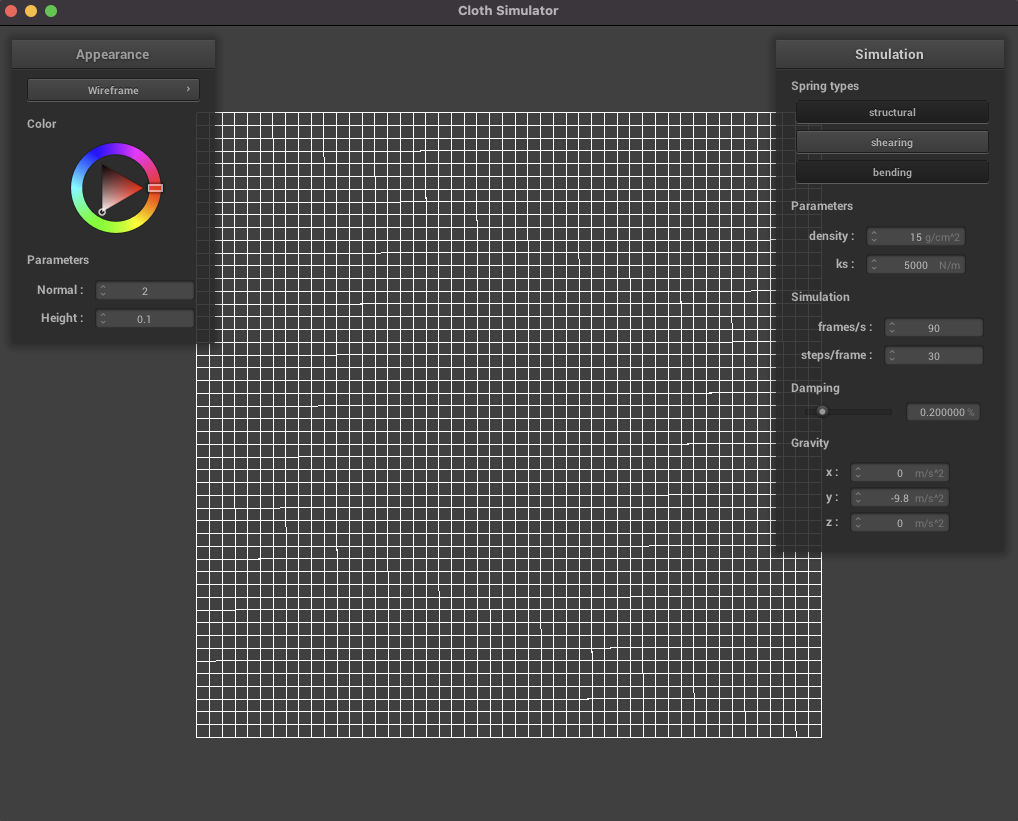 Cloth Simulator
Appearance
Wireframe ›
Color
Parameters
Normal : 2
Height : 0.1
Simulation
Spring types
structural
shearing
bending
Parameters
density : 15 g/cm^2
ks : 5000 N/m
Simulation
frames/s : 90
steps/frame : 30
Damping
0.200000 %
Gravity
x : 0 m/s^2
y : -9.8 m/s^2
z : 0 m/s^2